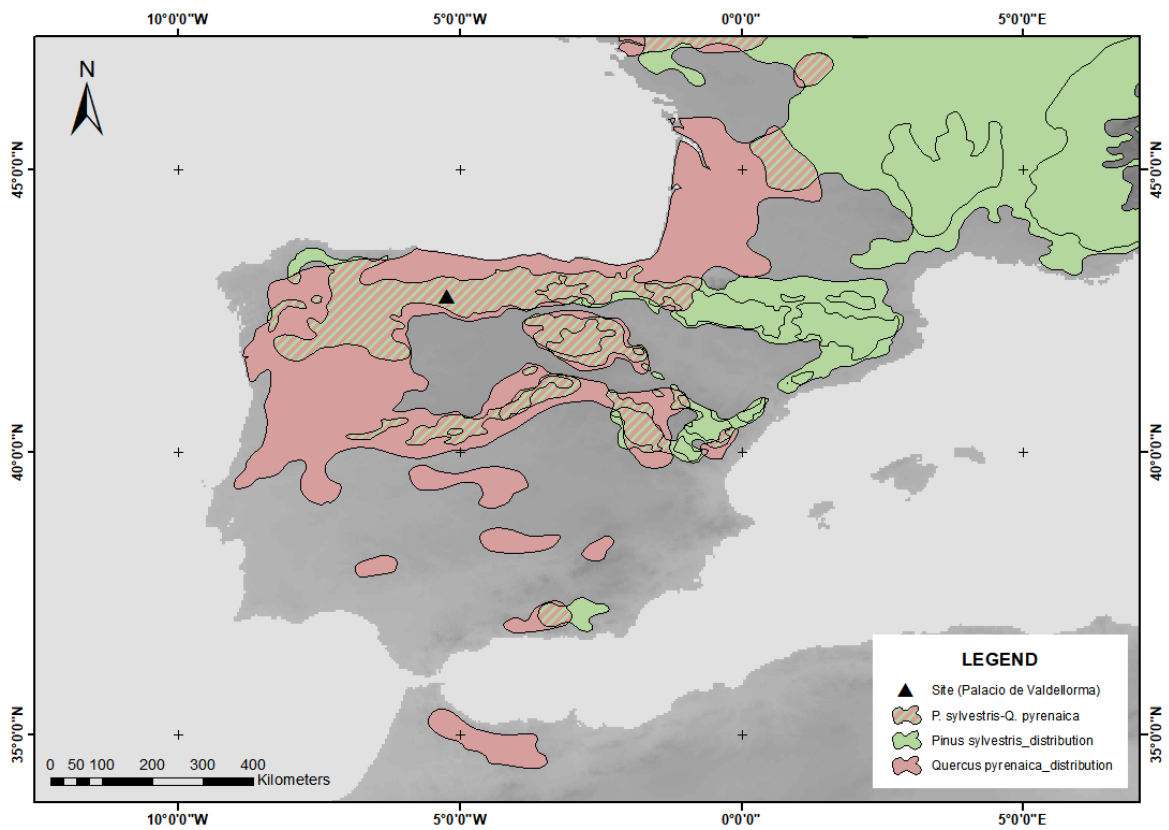 10°0'0"W 5°0'0"W 0°0'0" 5°0'0"E
N
45°0'0"N 45°0'0"N
40°0'0"N 40°0'0"N
35°0'0"N 35°0'0"N
LEGEND
Site (Palacio de Valdellorma)
P. sylvestris-Q. pyrenaica
Pinus sylvestris_distribution
Quercus pyrenaica_distribution
0 50 100 200 300 400
Kilometers
10°0'0"W 5°0'0"W 0°0'0" 5°0'0"E